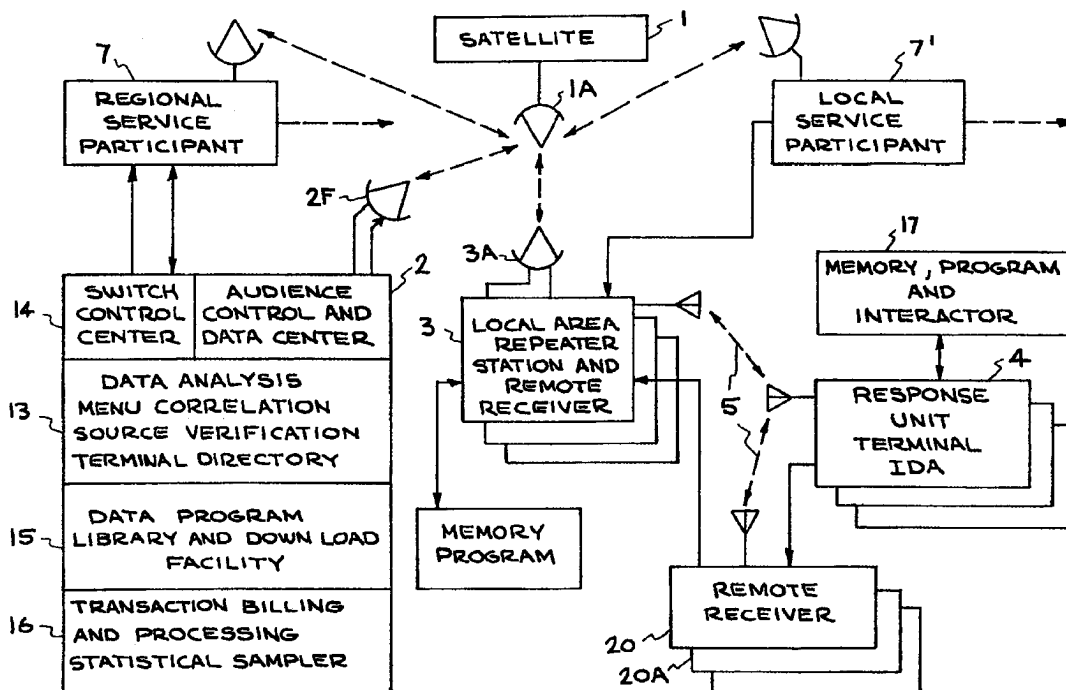 1
SATELLITE
1A
7
REGIONAL
SERVICE
PARTICIPANT
7'
LOCAL
SERVICE
PARTICIPANT
2F
3A
2
14
SWITCH
CONTROL
CENTER
AUDIENCE
CONTROL AND
DATA CENTER
3
LOCAL AREA
REPEATER
STATION AND
REMOTE
RECEIVER
17
MEMORY, PROGRAM
AND
INTERACTOR
4
RESPONSE
UNIT
TERMINAL
IDA
5
13
DATA ANALYSIS
MENU CORRELATION
SOURCE VERIFICATION
TERMINAL DIRECTORY
15
DATA PROGRAM
LIBRARY AND DOWN LOAD
FACILITY
MEMORY
PROGRAM
16
TRANSACTION BILLING
AND PROCESSING
STATISTICAL SAMPLER
REMOTE
RECEIVER
20
20A